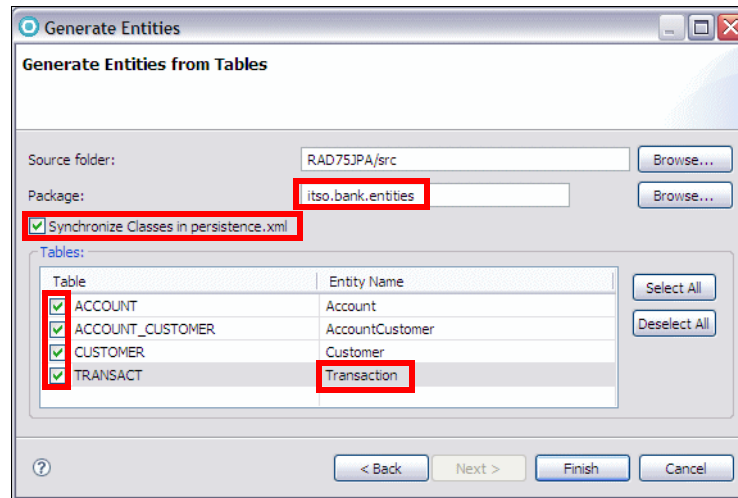 Generate Entities
Generate Entities from Tables
Source folder: RAD75JPA/src Browse...
Package: itso.bank.entities Browse...
Synchronize Classes in persistence.xml
Tables:
Table Entity Name
ACCOUNT Account
ACCOUNT_CUSTOMER AccountCustomer
CUSTOMER Customer
TRANSACT Transaction
Select All
Deselect All
? < Back Next > Finish Cancel